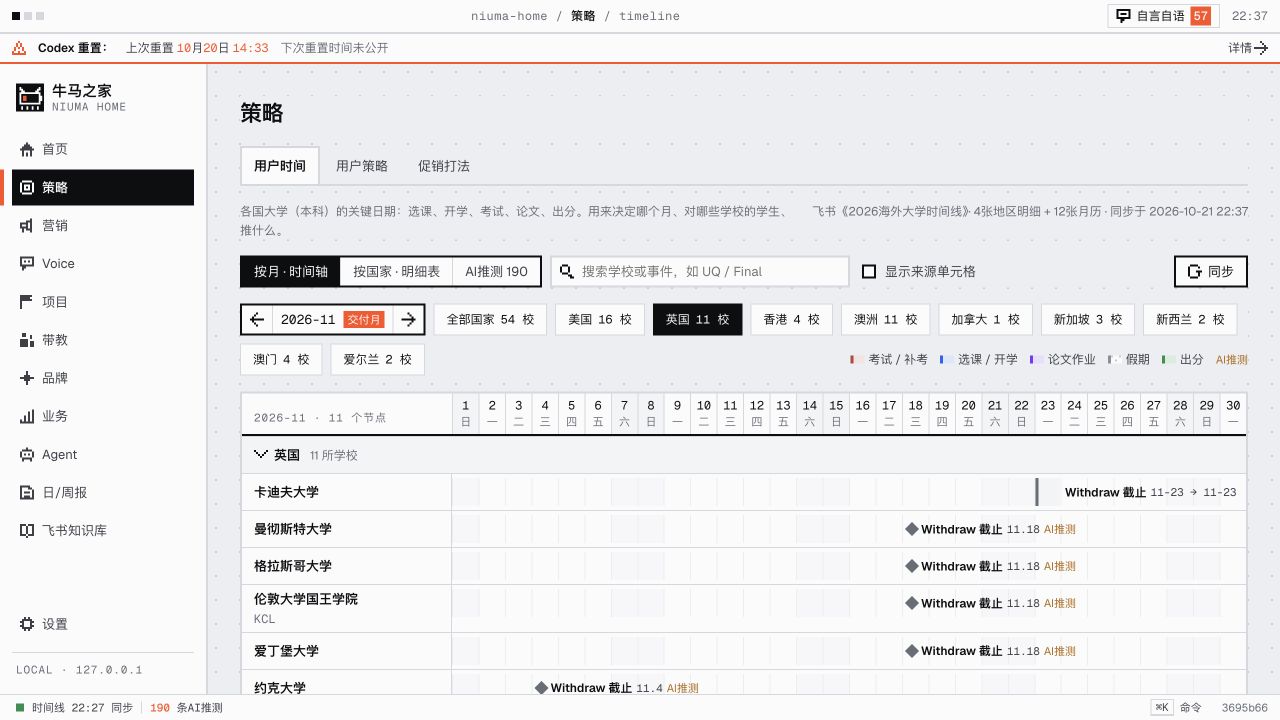 niuma-home / 策略 / timeline
自言自语 57
22:37
Codex 重置： 上次重置 10月20日 14:33 下次重置时间未公开
详情
牛马之家
NIUMA HOME
首页
策略
营销
Voice
项目
带教
品牌
业务
Agent
日/周报
飞书知识库
设置
LOCAL · 127.0.0.1
策略
用户时间 用户策略 促销打法
各国大学（本科）的关键日期：选课、开学、考试、论文、出分。用来决定哪个月、对哪些学校的学生、
推什么。
飞书《2026海外大学时间线》· 4张地区明细 + 12张月历 · 同步于 2026-10-21 22:37
按月 · 时间轴 按国家 · 明细表 AI推测 190
搜索学校或事件，如 UQ / Final
显示来源单元格
同步
2026-11 交付月
全部国家 54 校 美国 16 校 英国 11 校 香港 4 校 澳洲 11 校 加拿大 1 校 新加坡 3 校 新西兰 2 校
澳门 4 校 爱尔兰 2 校
考试 / 补考 选课 / 开学 论文作业 假期 出分 AI推测
2026-11 · 11 个节点
1 2 3 4 5 6 7 8 9 10 11 12 13 14 15 16 17 18 19 20 21 22 23 24 25 26 27 28 29 30
日 一 二 三 四 五 六 日 一 二 三 四 五 六 日 一 二 三 四 五 六 日 一 二 三 四 五 六 日 一
英国 11 所学校
卡迪夫大学 Withdraw 截止 11-23 → 11-23
曼彻斯特大学 Withdraw 截止 11.18 AI推测
格拉斯哥大学 Withdraw 截止 11.18 AI推测
伦敦大学国王学院 Withdraw 截止 11.18 AI推测
KCL
爱丁堡大学 Withdraw 截止 11.18 AI推测
约克大学 Withdraw 截止 11.4 AI推测
时间线 22:27 同步 190 条AI推测
⌘K 命令 3695b66